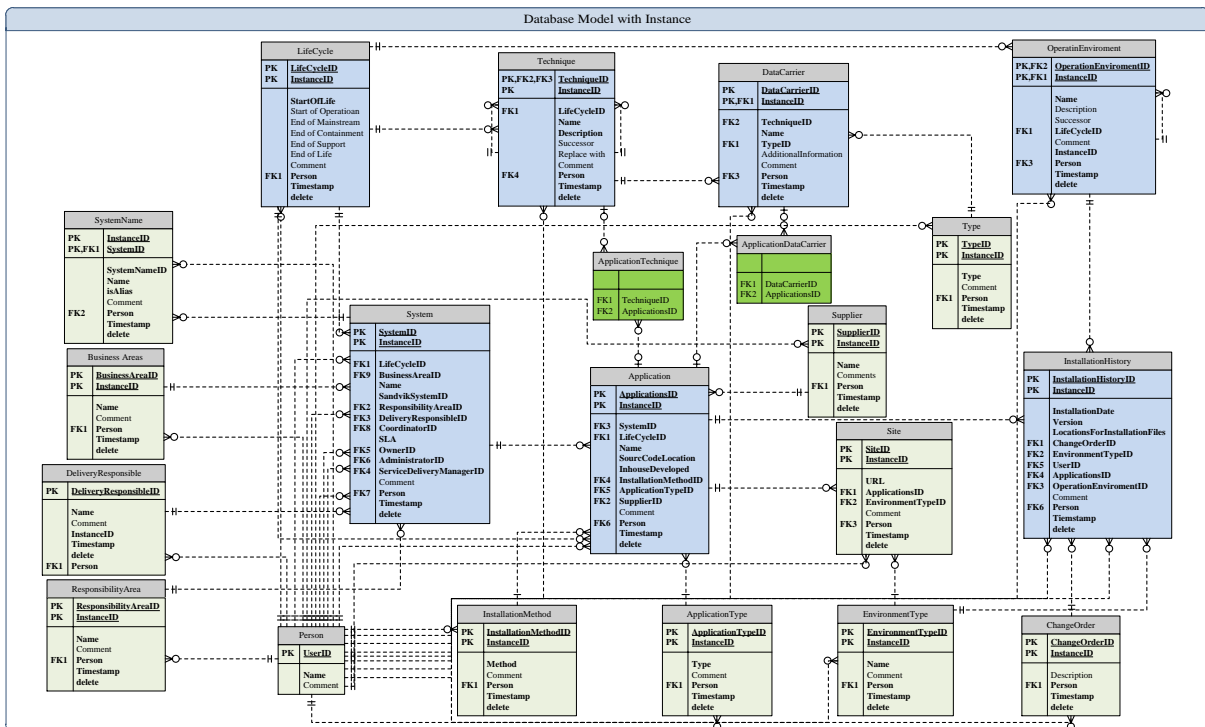 Database Model with Instance
LifeCycle
PK LifeCycleID
PK InstanceID
StartOfLife
Start of Operatioan
End of Mainstream
End of Containment
End of Support
End of Life
Comment
FK1 Person
Timestamp
delete
Technique
PK,FK2,FK3 TechniqueID
PK InstanceID
FK1 LifeCycleID
Name
Description
Successor
Replace with
Comment
FK4 Person
Timestamp
delete
DataCarrier
PK DataCarrierID
PK,FK1 InstanceID
FK2 TechniqueID
Name
FK1 TypeID
AdditionalInformation
Comment
FK3 Person
Timestamp
delete
OperatinEnviroment
PK,FK2 OperationEnviromentID
PK,FK1 InstanceID
Name
Description
Successor
FK1 LifeCycleID
Comment
InstanceID
FK3 Person
Timestamp
delete
SystemName
PK InstanceID
PK,FK1 SystemID
SystemNameID
Name
isAlias
Comment
FK2 Person
Timestamp
delete
ApplicationTechnique
FK1 TechniqueID
FK2 ApplicationsID
ApplicationDataCarrier
FK1 DataCarrierID
FK2 ApplicationsID
Type
PK TypeID
PK InstanceID
Type
Comment
FK1 Person
Timestamp
delete
System
PK SystemID
PK InstanceID
FK1 LifeCycleID
FK9 BusinessAreaID
Name
SandvikSystemID
FK2 ResponsibilityAreaID
FK3 DeliveryResponsibleID
FK8 CoordinatorID
SLA
FK5 OwnerID
FK6 AdministratorID
FK4 ServiceDeliveryManagerID
Comment
FK7 Person
Timestamp
delete
Supplier
PK SupplierID
PK InstanceID
Name
Comments
FK1 Person
Timestamp
delete
Business Areas
PK BusinessAreaID
PK InstanceID
Name
Comment
FK1 Person
Timestamp
delete
Application
PK ApplicationsID
PK InstanceID
FK3 SystemID
FK1 LifeCycleID
Name
SourcCodeLocation
InhouseDeveloped
FK4 InstallationMethodID
FK5 ApplicationTypeID
FK2 SupplierID
Comment
FK6 Person
Timestamp
delete
InstallationHistory
PK InstallationHistoryID
PK InstanceID
InstallationDate
Version
LocationsForInstallationFiles
FK1 ChangeOrderID
FK2 EnvironmentTypeID
FK5 UserID
FK4 ApplicationsID
FK3 OperationEnviromentID
Comment
FK6 Person
Tiemstamp
delete
Site
PK SiteID
PK InstanceID
URL
FK1 ApplicationsID
FK2 EnvironmentTypeID
Comment
FK3 Person
Timestamp
delete
DeliveryResponsible
PK DeliveryResponsibleID
Name
Comment
InstanceID
Timestamp
delete
FK1 Person
ResponsibilityArea
PK ResponsibilityAreaID
PK InstanceID
Name
Comment
FK1 Person
Timestamp
delete
Person
PK UserID
Name
Comment
InstallationMethod
PK InstallationMethodID
PK InstanceID
Method
Comment
FK1 Person
Timestamp
delete
ApplicationType
PK ApplicationTypeID
PK InstanceID
Type
Comment
FK1 Person
Timestamp
delete
EnvironmentType
PK EnvironmentTypeID
PK InstanceID
Name
Comment
FK1 Person
Timestamp
delete
ChangeOrder
PK ChangeOrderID
PK InstanceID
Description
FK1 Person
Timestamp
delete